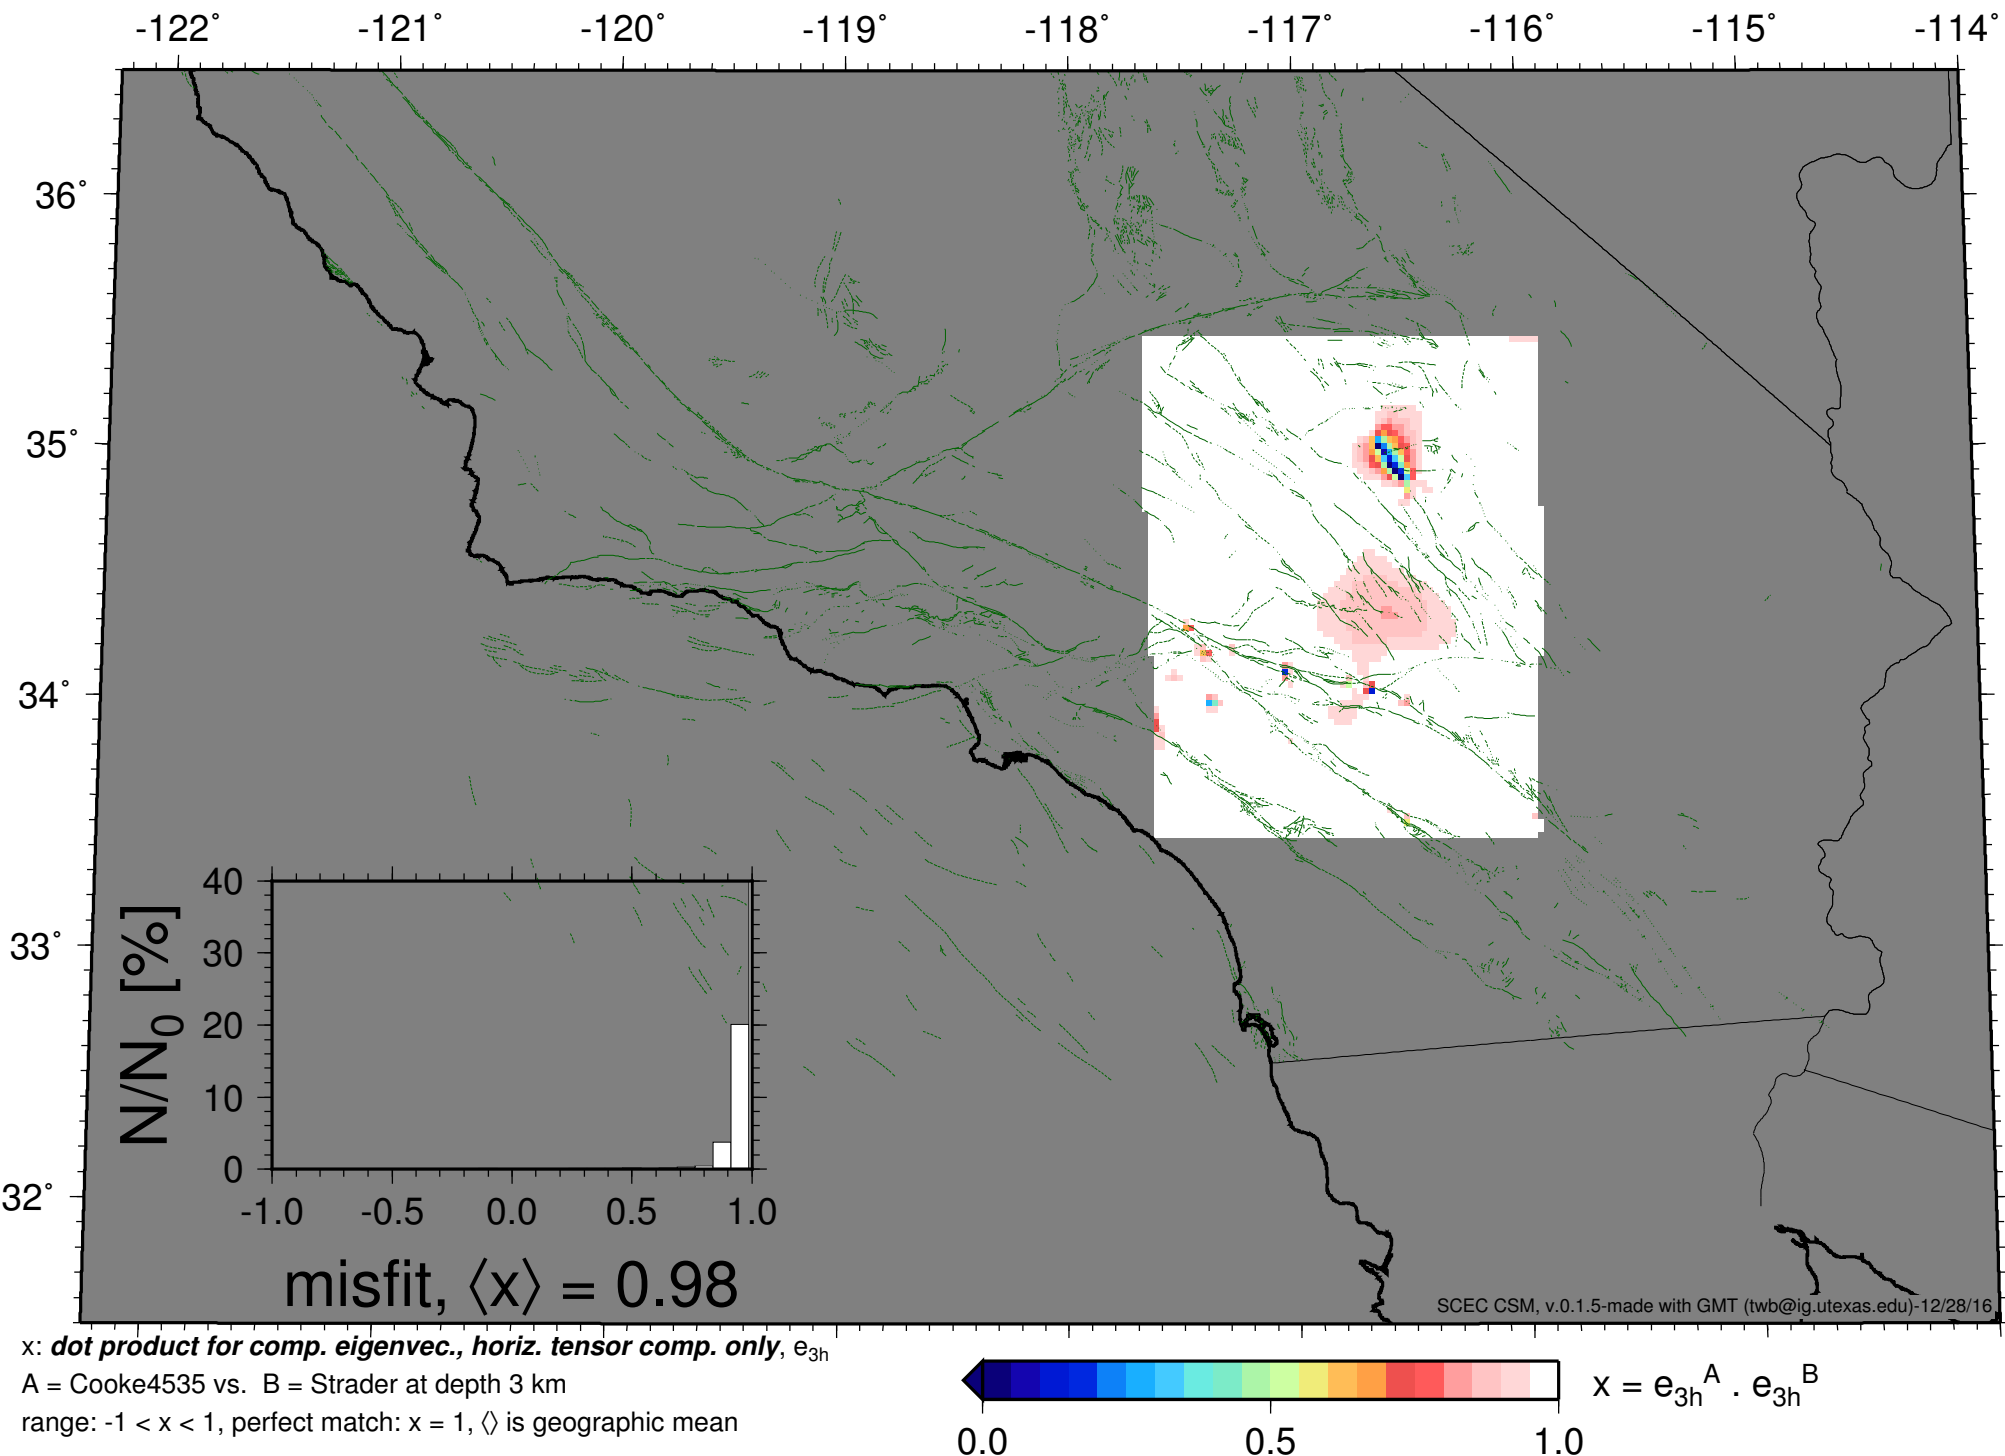 -122° -121° -120° -119° -118° -117° -116° -115° -114°
36°
35°
34°
33°
32°
N/N0 [%]
40
30
20
10
0
-1.0 -0.5 0.0 0.5 1.0
misfit, ⟨x⟩ = 0.98
SCEC CSM, v.0.1.5-made with GMT (twb@ig.utexas.edu)-12/28/16
x: dot product for comp. eigenvec., horiz. tensor comp. only, e3h
A = Cooke4535 vs. B = Strader at depth 3 km
range: -1 < x < 1, perfect match: x = 1, ⟨⟩ is geographic mean
x = e3h^A . e3h^B
0.0 0.5 1.0